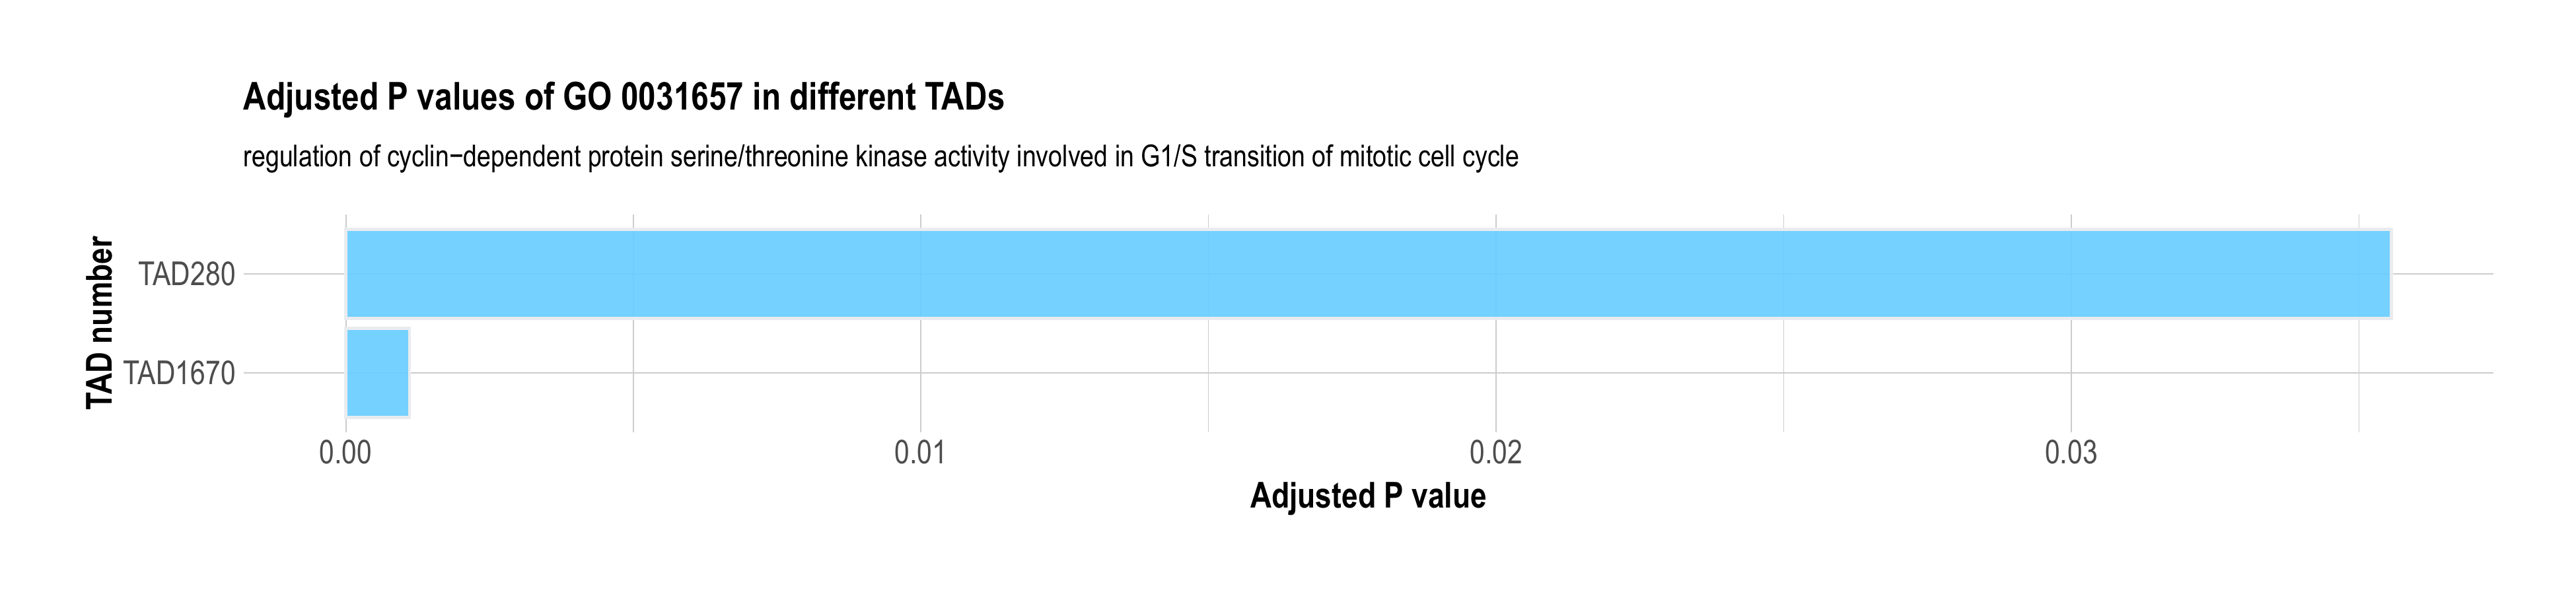 Adjusted P values of GO 0031657 in different TADs
regulation of cyclin−dependent protein serine/threonine kinase activity involved in G1/S transition of mitotic cell cycle
TAD number
TAD280
TAD1670
0.00 0.01 0.02 0.03
Adjusted P value